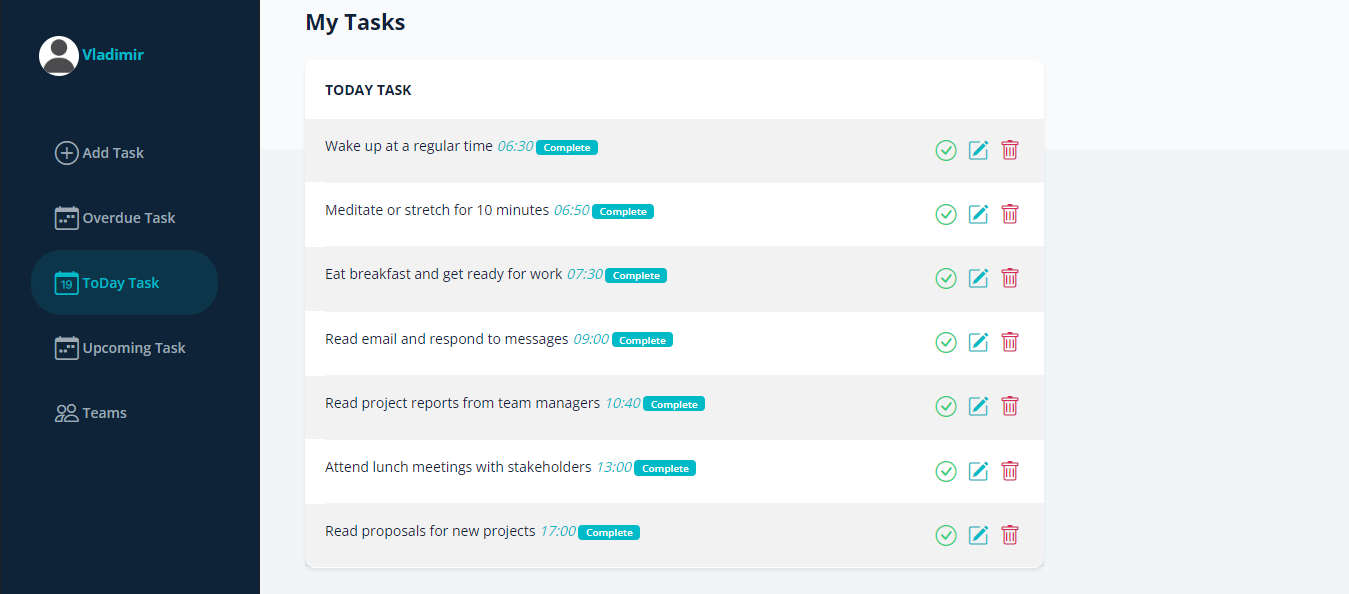 Vladimir
Add Task
Overdue Task
19 ToDay Task
Upcoming Task
Teams
My Tasks
TODAY TASK
Wake up at a regular time 06:30 Complete
Meditate or stretch for 10 minutes 06:50 Complete
Eat breakfast and get ready for work 07:30 Complete
Read email and respond to messages 09:00 Complete
Read project reports from team managers 10:40 Complete
Attend lunch meetings with stakeholders 13:00 Complete
Read proposals for new projects 17:00 Complete